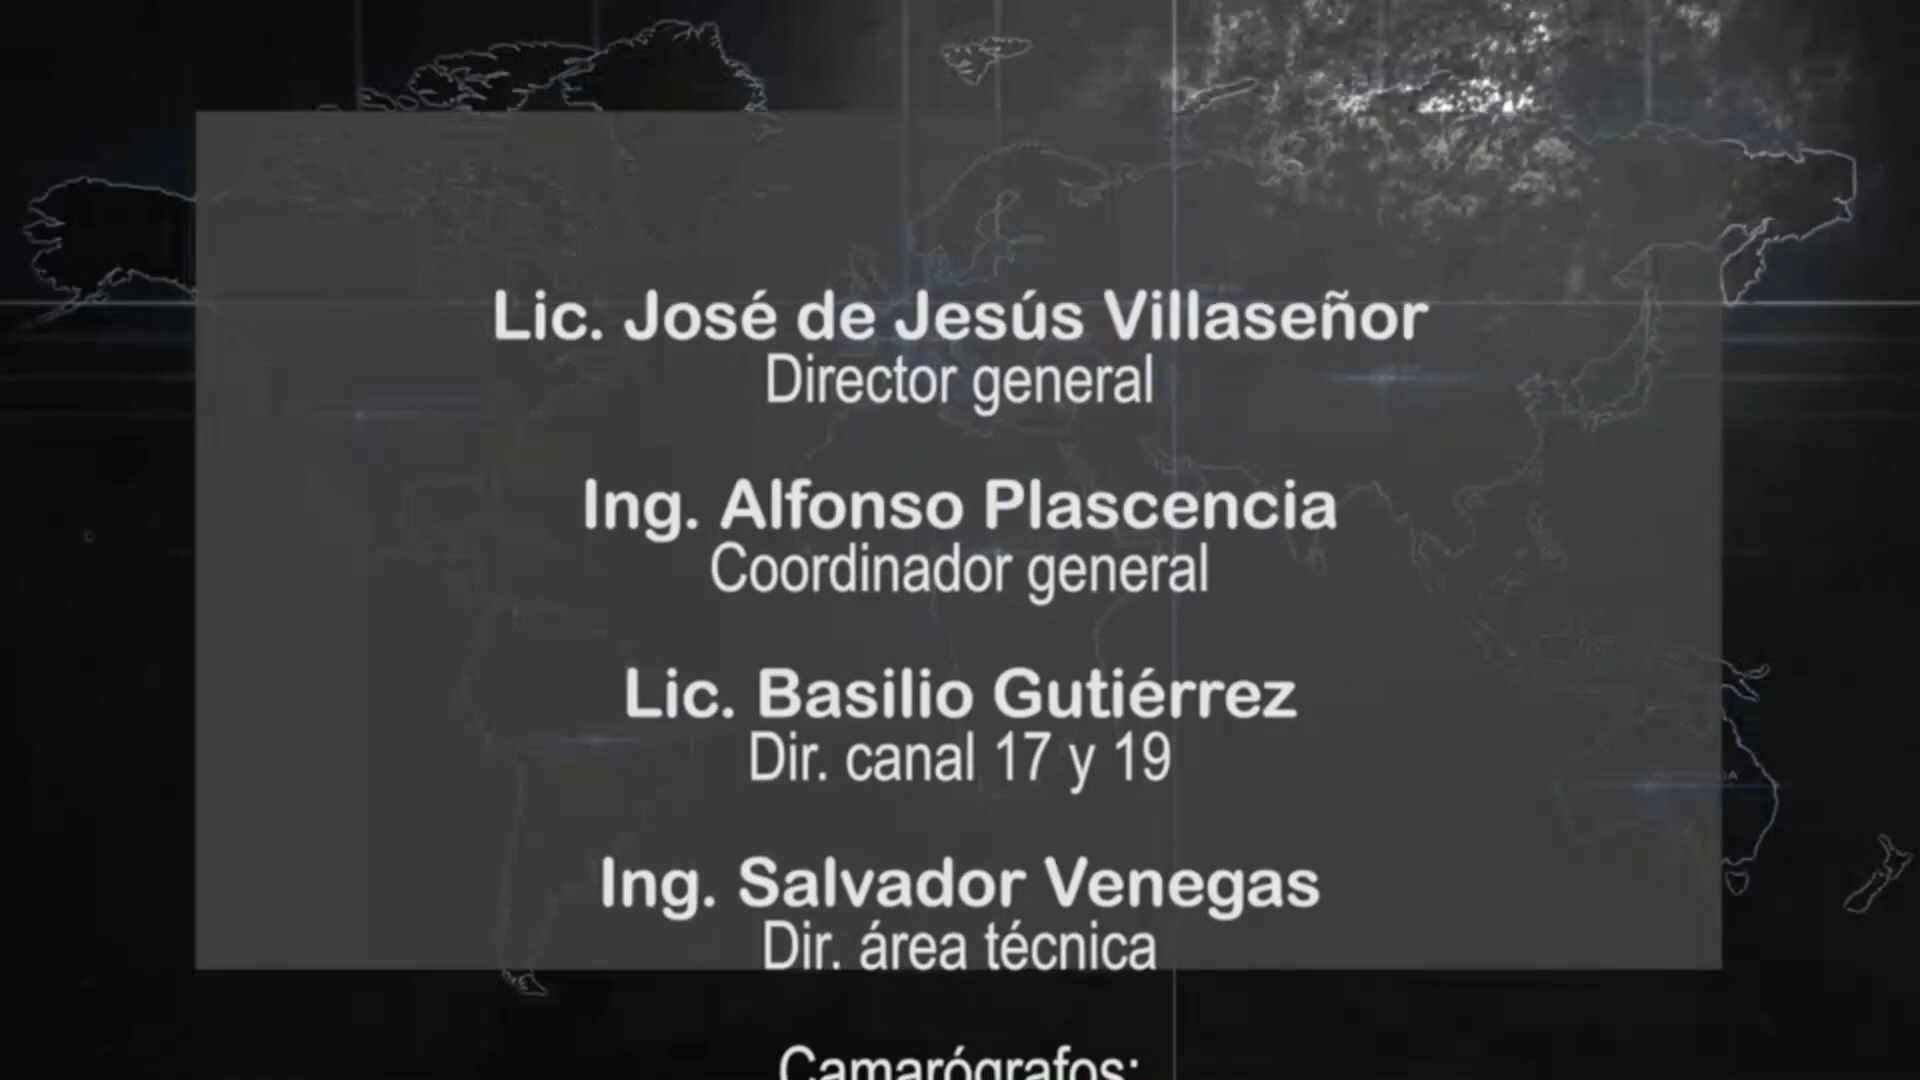 Lic. José de Jesús Villaseñor
Director general
Ing. Alfonso Plascencia
Coordinador general
Lic. Basilio Gutiérrez
Dir. canal 17 y 19
Ing. Salvador Venegas
Dir. área técnica
Camarógrafos: